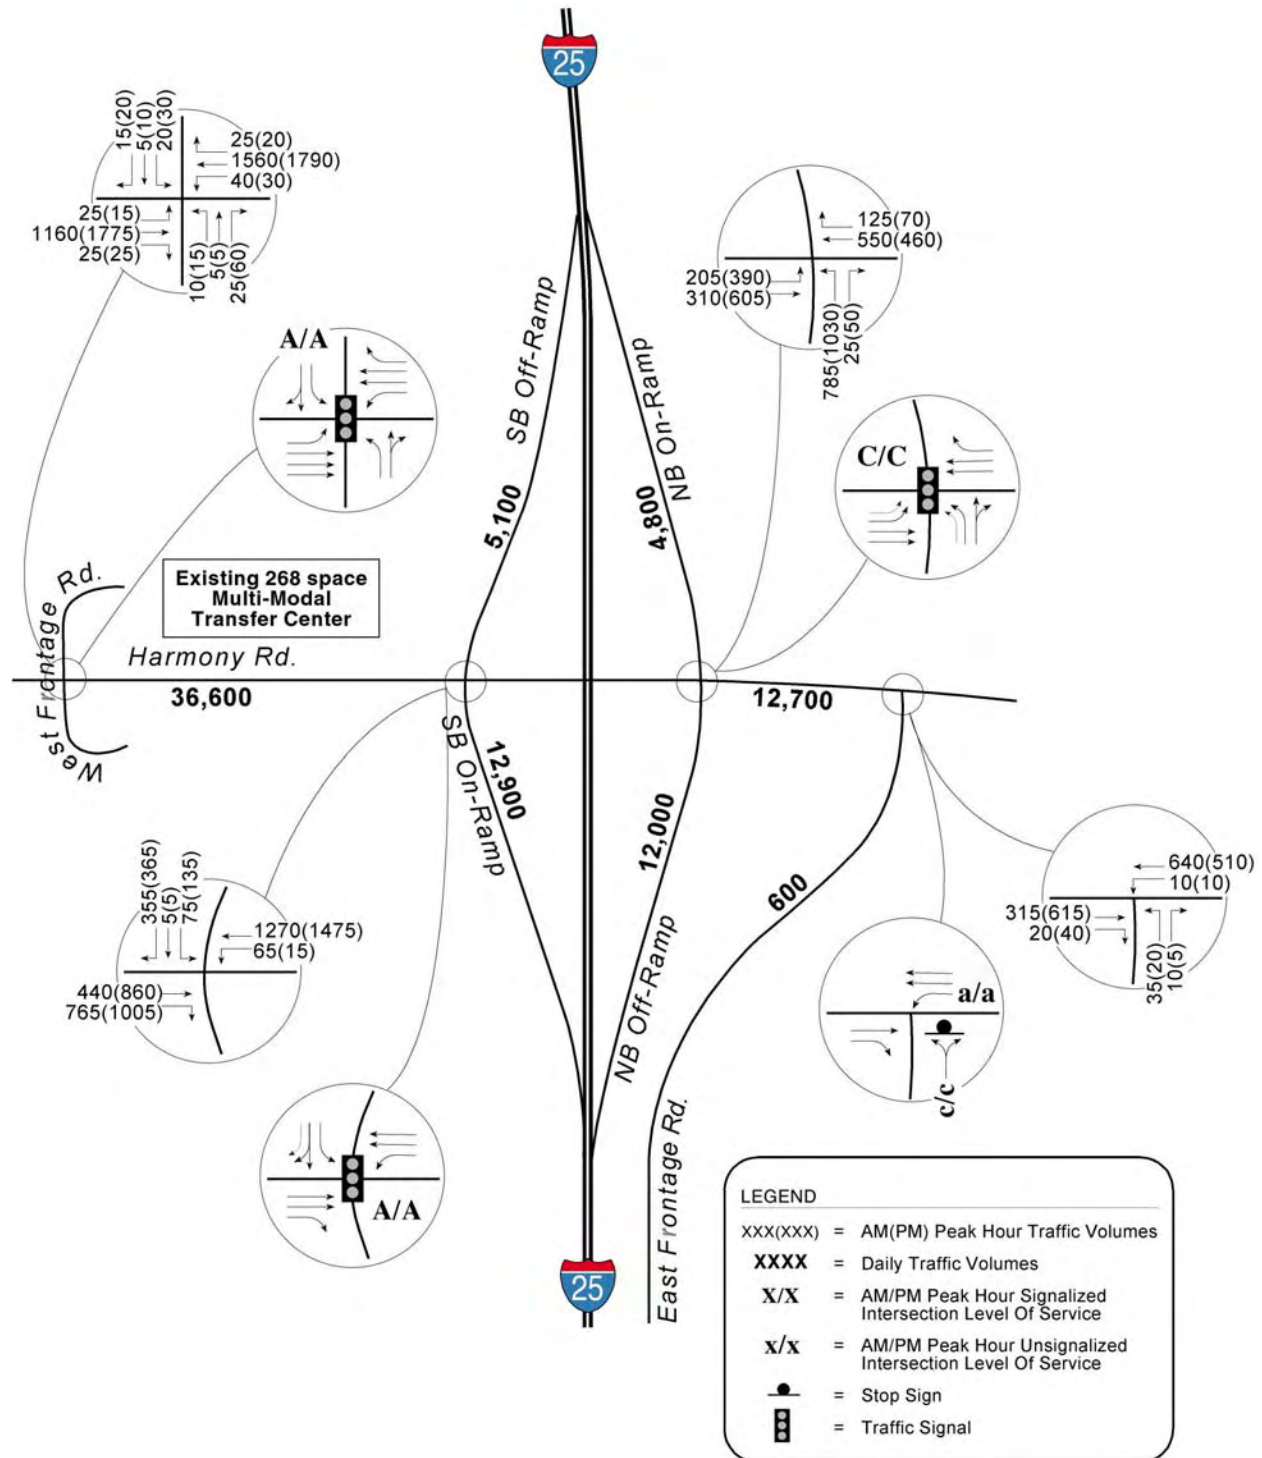 25
15(20)
5(10)
20(30)
25(20)
1560(1790)
40(30)
25(15)
1160(1775)
25(25)
10(15)
5(5)
25(60)
125(70)
550(460)
205(390)
310(605)
785(1030)
25(50)
A/A
SB Off-Ramp
NB On-Ramp
C/C
5,100
4,800
Existing 268 space
Multi-Modal
Transfer Center
West Frontage Rd.
Harmony Rd.
36,600
12,700
SB On-Ramp
12,900
12,000
NB Off-Ramp
600
355(365)
5(5)
75(135)
1270(1475)
65(15)
440(860)
765(1005)
640(510)
10(10)
315(615)
20(40)
35(20)
10(5)
a/a
c/c
A/A
East Frontage Rd.
25
LEGEND
XXX(XXX) = AM(PM) Peak Hour Traffic Volumes
XXXX = Daily Traffic Volumes
X/X = AM/PM Peak Hour Signalized
Intersection Level Of Service
x/x = AM/PM Peak Hour Unsignalized
Intersection Level Of Service
= Stop Sign
= Traffic Signal